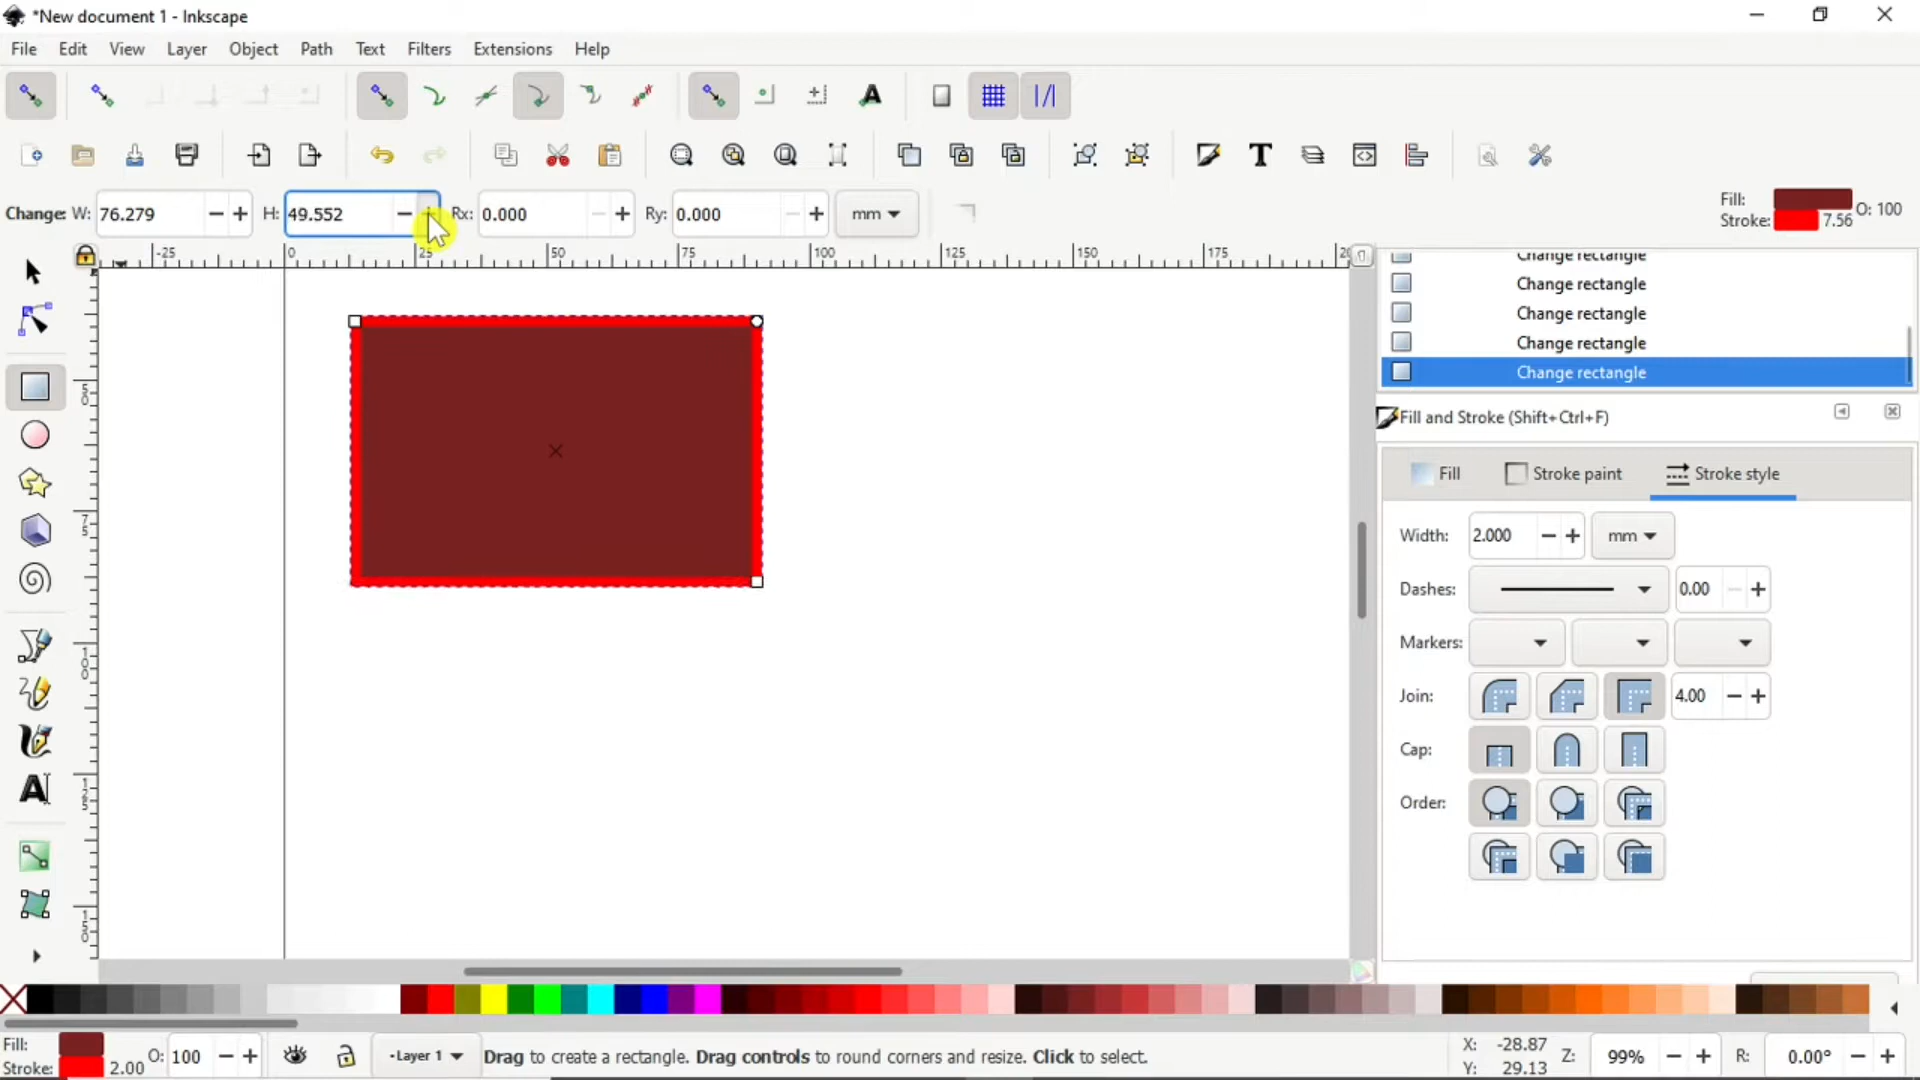 *New document 1 - Inkscape
File Edit View Layer Object Path Text Filters Extensions Help
Change: W: 76.279 H: 49.552 Rx: 0.000 Ry: 0.000 mm
Fill:
Stroke: 7.56 O: 100
-25 0 25 50 75 100 125 150 175
50
75
100
125
150
Change rectangle
Change rectangle
Change rectangle
Change rectangle
Change rectangle
Fill and Stroke (Shift+Ctrl+F)
Fill Stroke paint Stroke style
Width: 2.000 mm
Dashes: 0.00
Markers:
Join: 4.00
Cap:
Order:
Fill:
Stroke: 2.00 O: 100
•Layer 1
Drag to create a rectangle. Drag controls to round corners and resize. Click to select.
X: -28.87
Y: 29.13
Z: 99% R: 0.00°